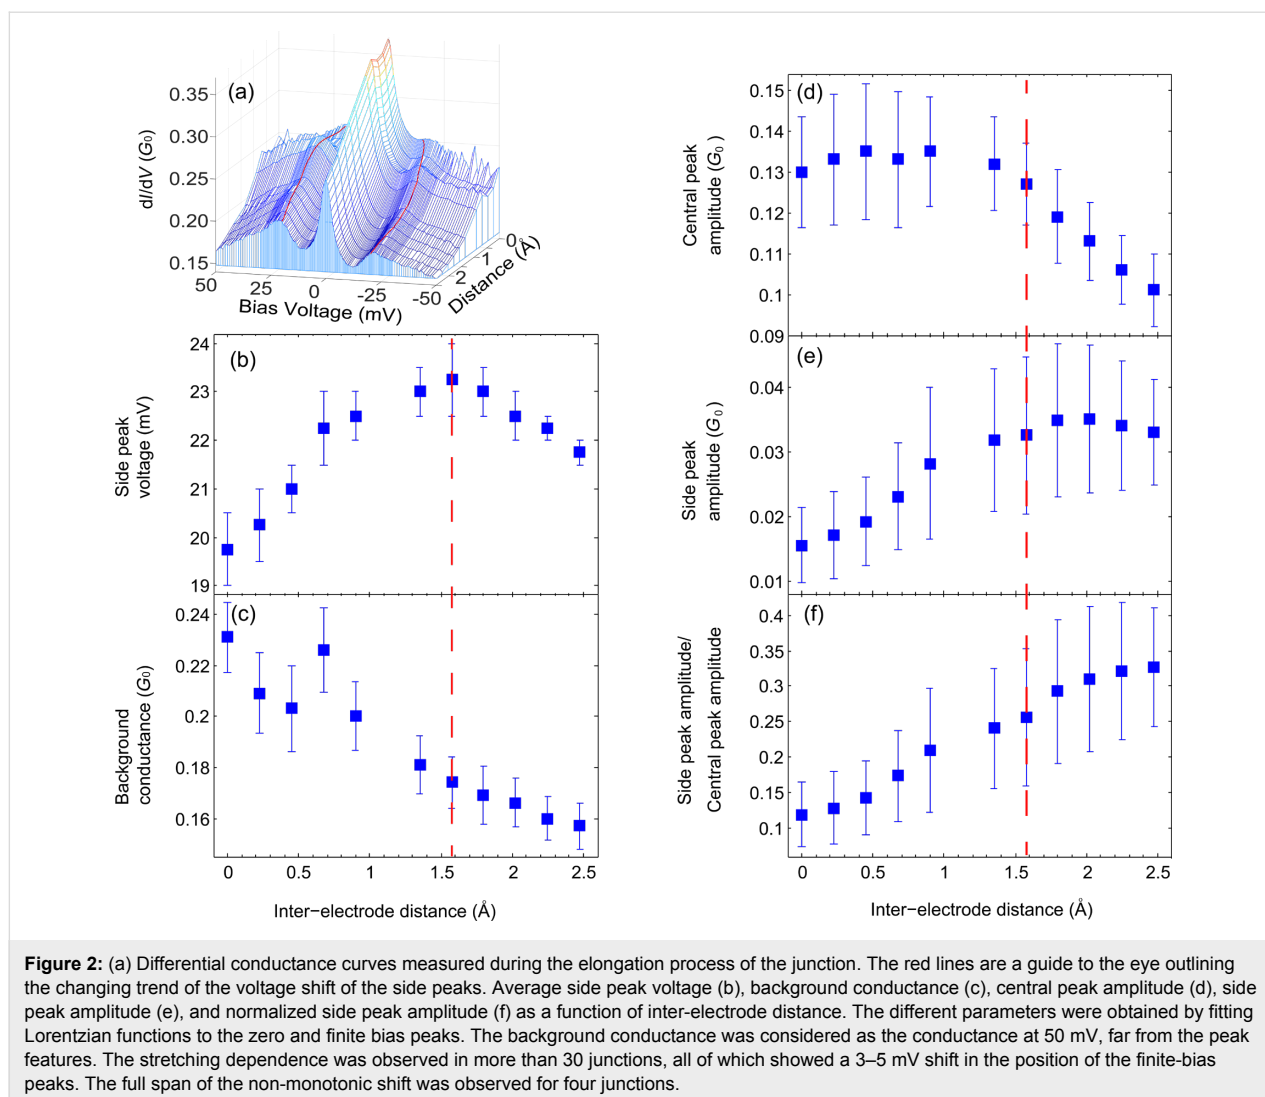 (a)
dI/dV (G0)
0.35
0.30
0.25
0.20
0.15
50
25
0
-25
-50
Bias Voltage (mV)
2
1
0
Distance (Å)
(b)
Side peak
voltage (mV)
24
23
22
21
20
19
(c)
Background
conductance (G0)
0.24
0.22
0.2
0.18
0.16
0 0.5 1 1.5 2 2.5
Inter−electrode distance (Å)
(d)
Central peak
amplitude (G0)
0.15
0.14
0.13
0.12
0.11
0.1
0.09
(e)
Side peak
amplitude (G0)
0.04
0.03
0.02
0.01
(f)
Side peak amplitude/
Central peak amplitude
0.4
0.35
0.3
0.25
0.2
0.15
0.1
0 0.5 1 1.5 2 2.5
Inter−electrode distance (Å)
Figure 2: (a) Differential conductance curves measured during the elongation process of the junction. The red lines are a guide to the eye outlining
the changing trend of the voltage shift of the side peaks. Average side peak voltage (b), background conductance (c), central peak amplitude (d), side
peak amplitude (e), and normalized side peak amplitude (f) as a function of inter-electrode distance. The different parameters were obtained by fitting
Lorentzian functions to the zero and finite bias peaks. The background conductance was considered as the conductance at 50 mV, far from the peak
features. The stretching dependence was observed in more than 30 junctions, all of which showed a 3–5 mV shift in the position of the finite-bias
peaks. The full span of the non-monotonic shift was observed for four junctions.